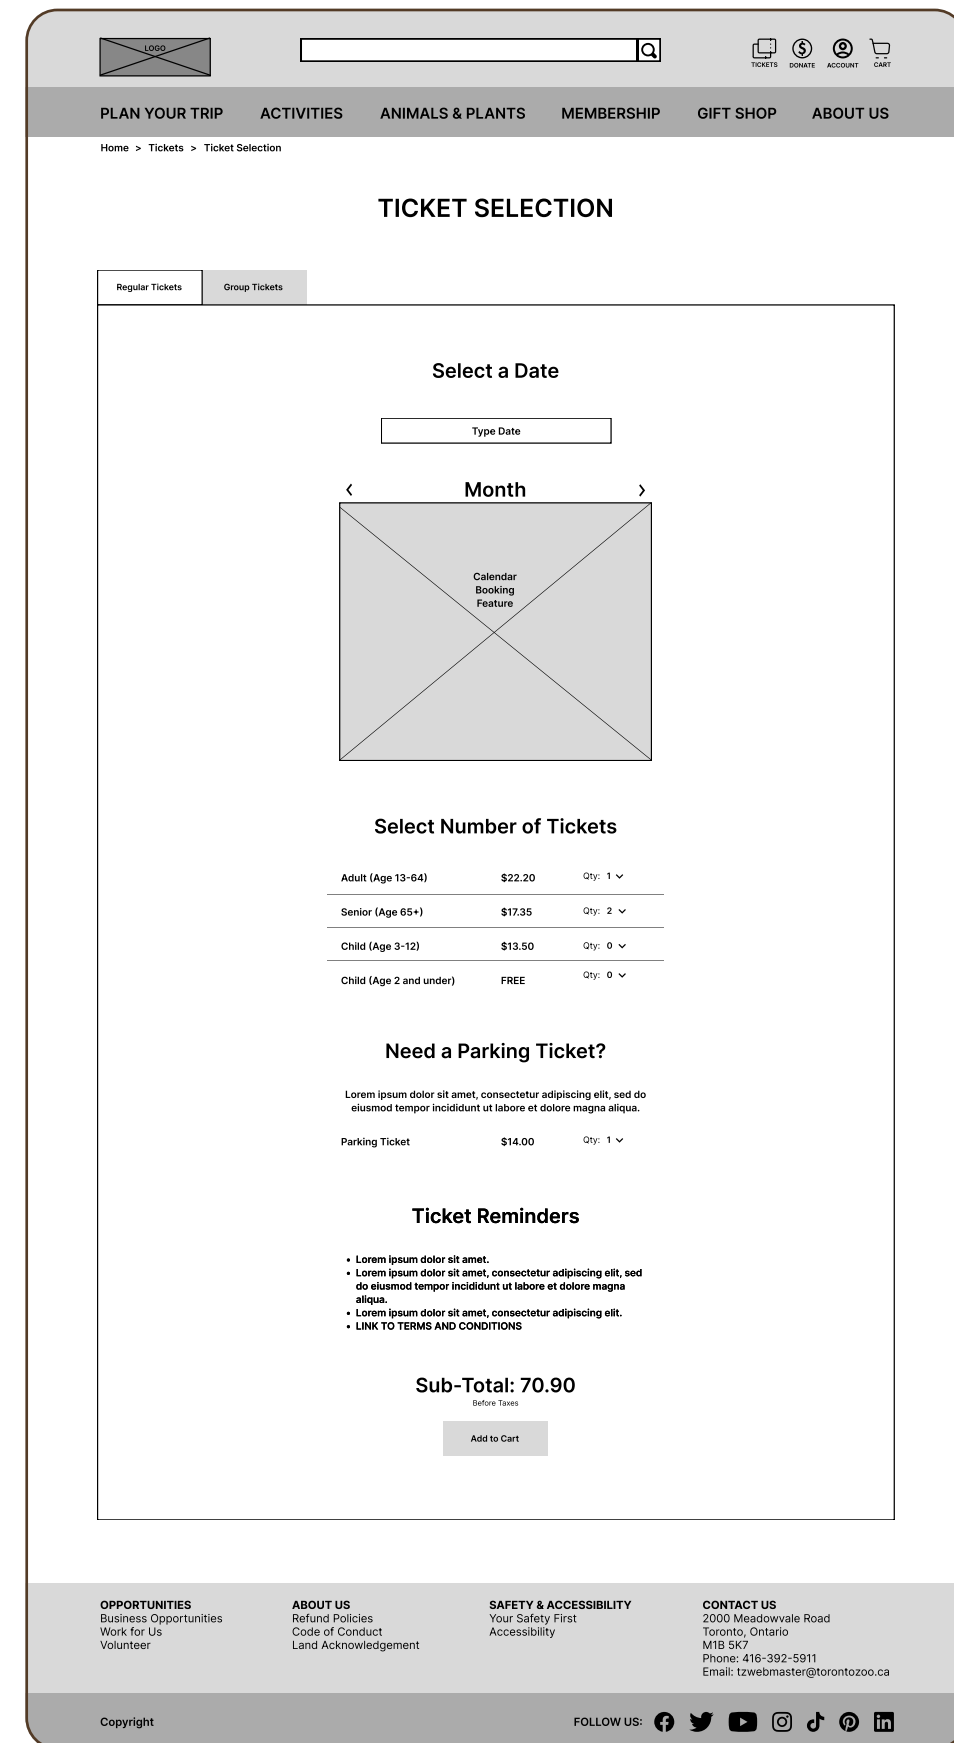 LOGO
TICKETS DONATE ACCOUNT CART
PLAN YOUR TRIP ACTIVITIES ANIMALS & PLANTS MEMBERSHIP GIFT SHOP ABOUT US
Home > Tickets > Ticket Selection
TICKET SELECTION
Regular Tickets Group Tickets
Select a Date
Type Date
Month
Calendar
Booking
Feature
Select Number of Tickets
Adult (Age 13-64) $22.20 Qty: 1
Senior (Age 65+) $17.35 Qty: 2
Child (Age 3-12) $13.50 Qty: 0
Child (Age 2 and under) FREE Qty: 0
Need a Parking Ticket?
Lorem ipsum dolor sit amet, consectetur adipiscing elit, sed do
eiusmod tempor incididunt ut labore et dolore magna aliqua.
Parking Ticket $14.00 Qty: 1
Ticket Reminders
• Lorem ipsum dolor sit amet.
• Lorem ipsum dolor sit amet, consectetur adipiscing elit, sed
do eiusmod tempor incididunt ut labore et dolore magna
aliqua.
• Lorem ipsum dolor sit amet, consectetur adipiscing elit.
• LINK TO TERMS AND CONDITIONS
Sub-Total: 70.90
Before Taxes
Add to Cart
OPPORTUNITIES
Business Opportunities
Work for Us
Volunteer
ABOUT US
Refund Policies
Code of Conduct
Land Acknowledgement
SAFETY & ACCESSIBILITY
Your Safety First
Accessibility
CONTACT US
2000 Meadowvale Road
Toronto, Ontario
M1B 5K7
Phone: 416-392-5911
Email: tzwebmaster@torontozoo.ca
Copyright
FOLLOW US: